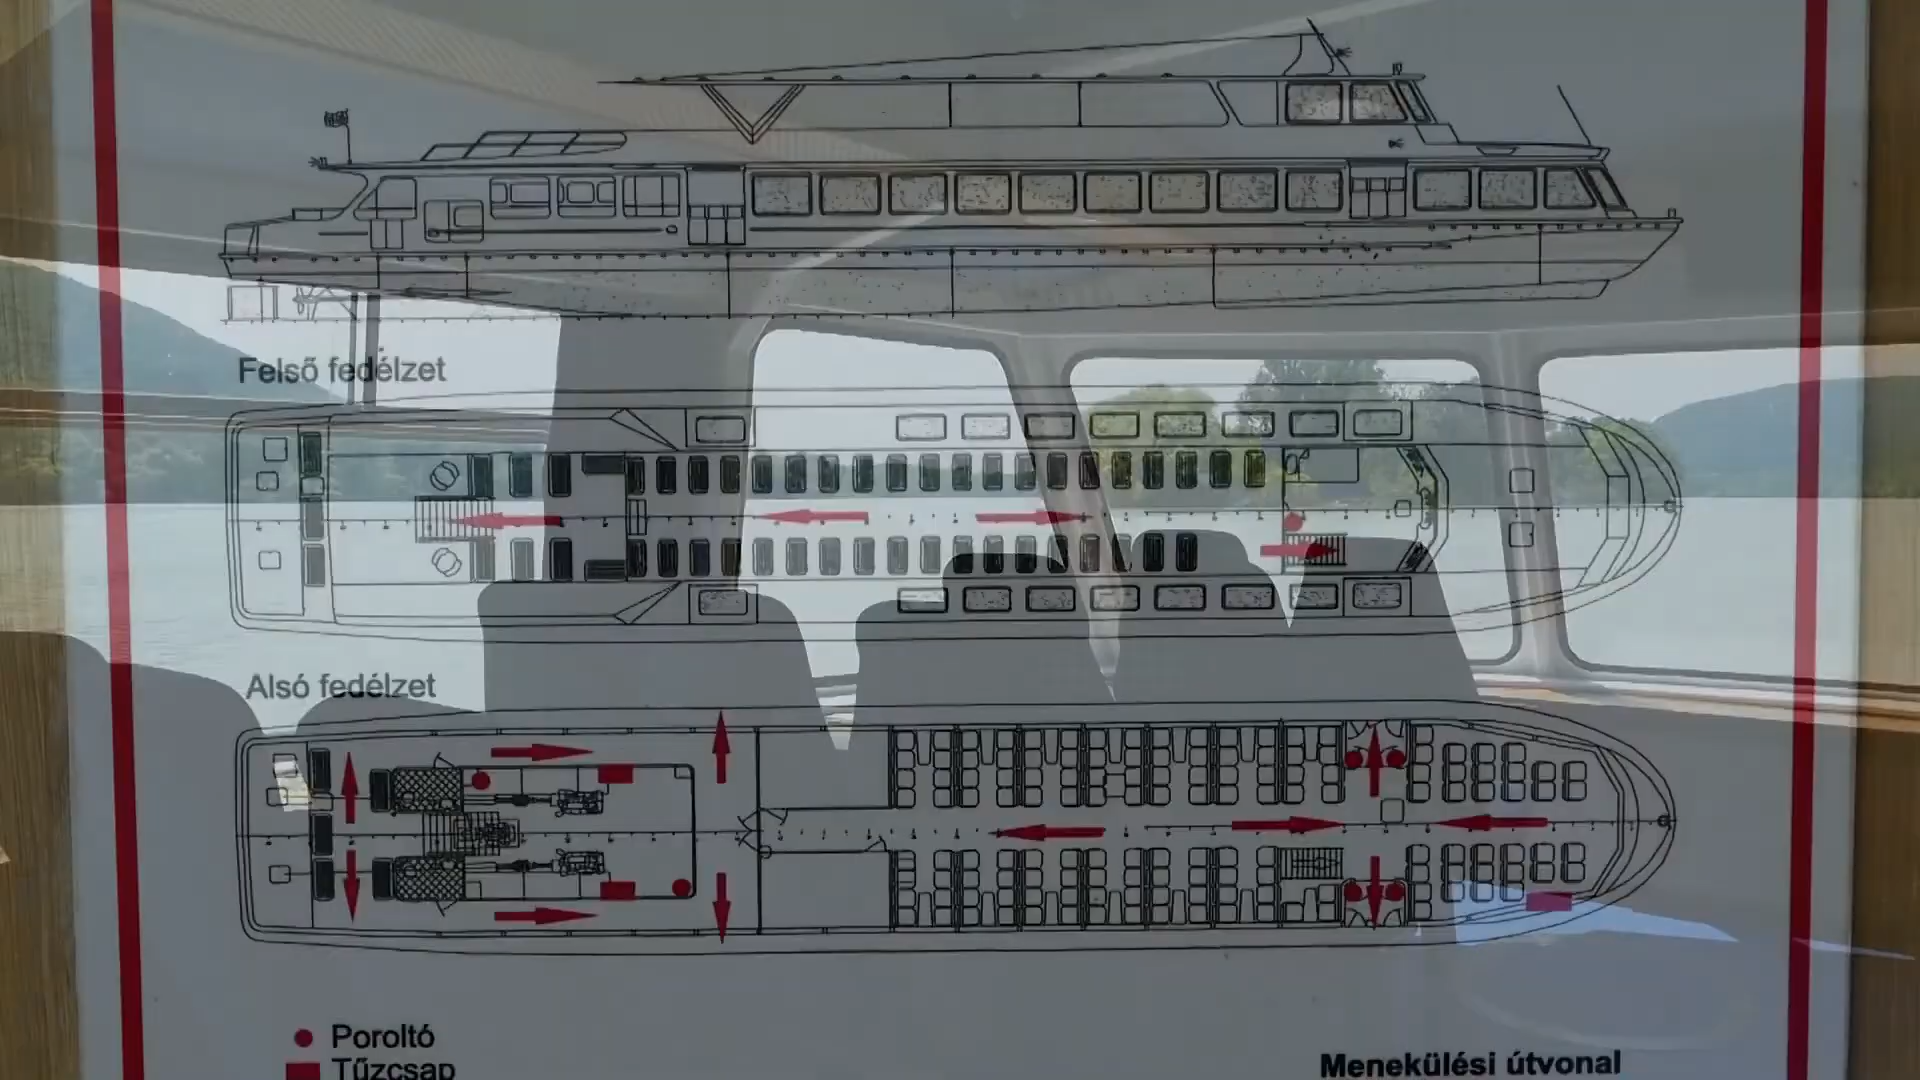 Felső fedélzet
Alsó fedélzet
Poroltó
Tűzcsap
Menekülési útvonal